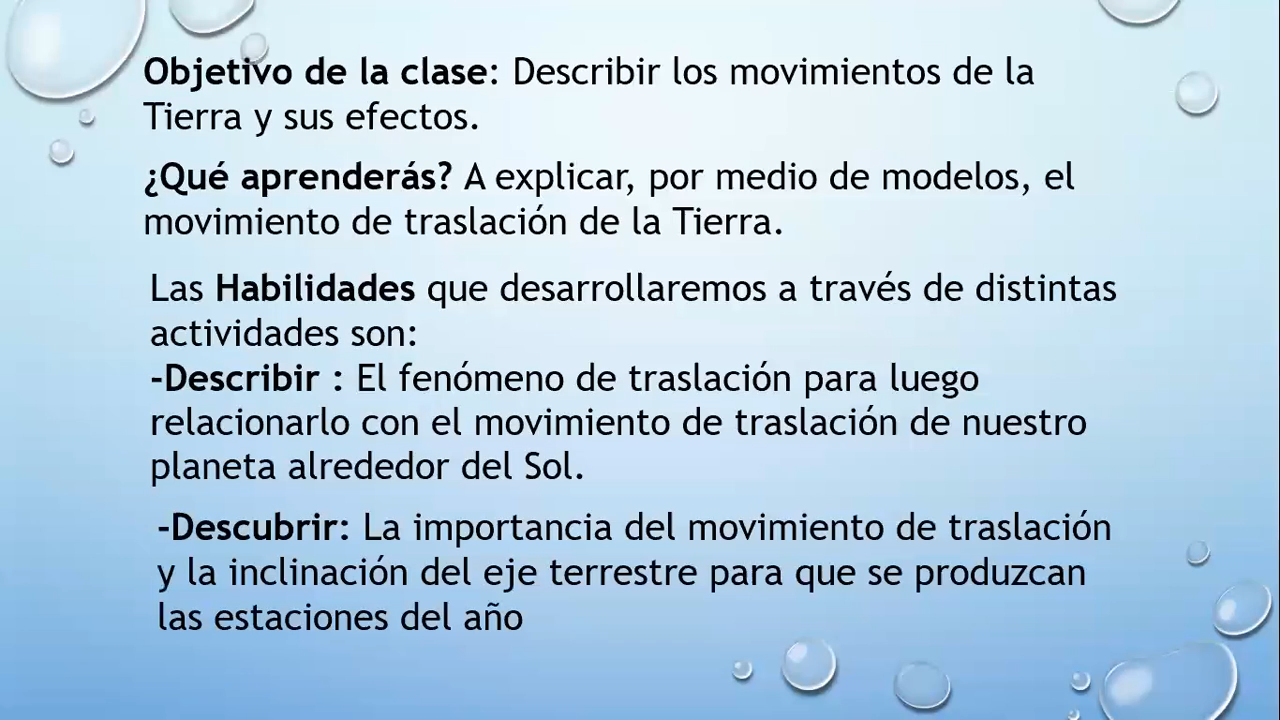 Objetivo de la clase: Describir los movimientos de la
Tierra y sus efectos.
¿Qué aprenderás? A explicar, por medio de modelos, el
movimiento de traslación de la Tierra.
Las Habilidades que desarrollaremos a través de distintas
actividades son:
-Describir : El fenómeno de traslación para luego
relacionarlo con el movimiento de traslación de nuestro
planeta alrededor del Sol.
-Descubrir: La importancia del movimiento de traslación
y la inclinación del eje terrestre para que se produzcan
las estaciones del año